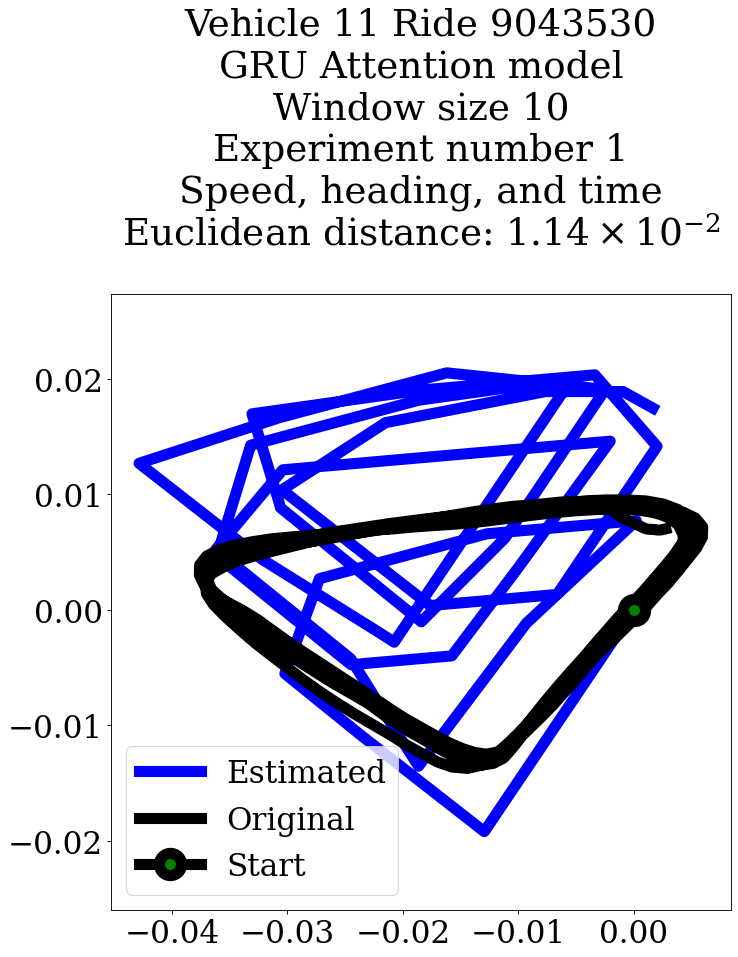 Vehicle 11 Ride 9043530
GRU Attention model
Window size 10
Experiment number 1
Speed, heading, and time
Euclidean distance: 1.14 × 10⁻²
0.02
0.01
0.00
−0.01
−0.02
Estimated
Original
Start
−0.04 −0.03 −0.02 −0.01 0.00